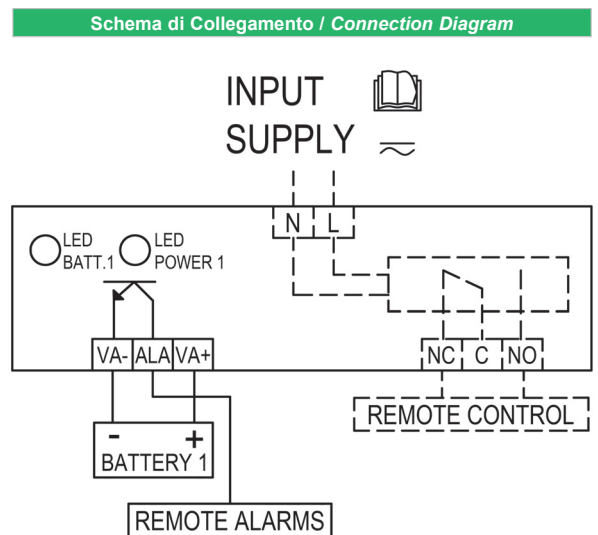 Schema di Collegamento / Connection Diagram
INPUT
SUPPLY
N L
LED
BATT.1
LED
POWER 1
VA- ALA VA+
NC C NO
REMOTE CONTROL
- +
BATTERY 1
REMOTE ALARMS